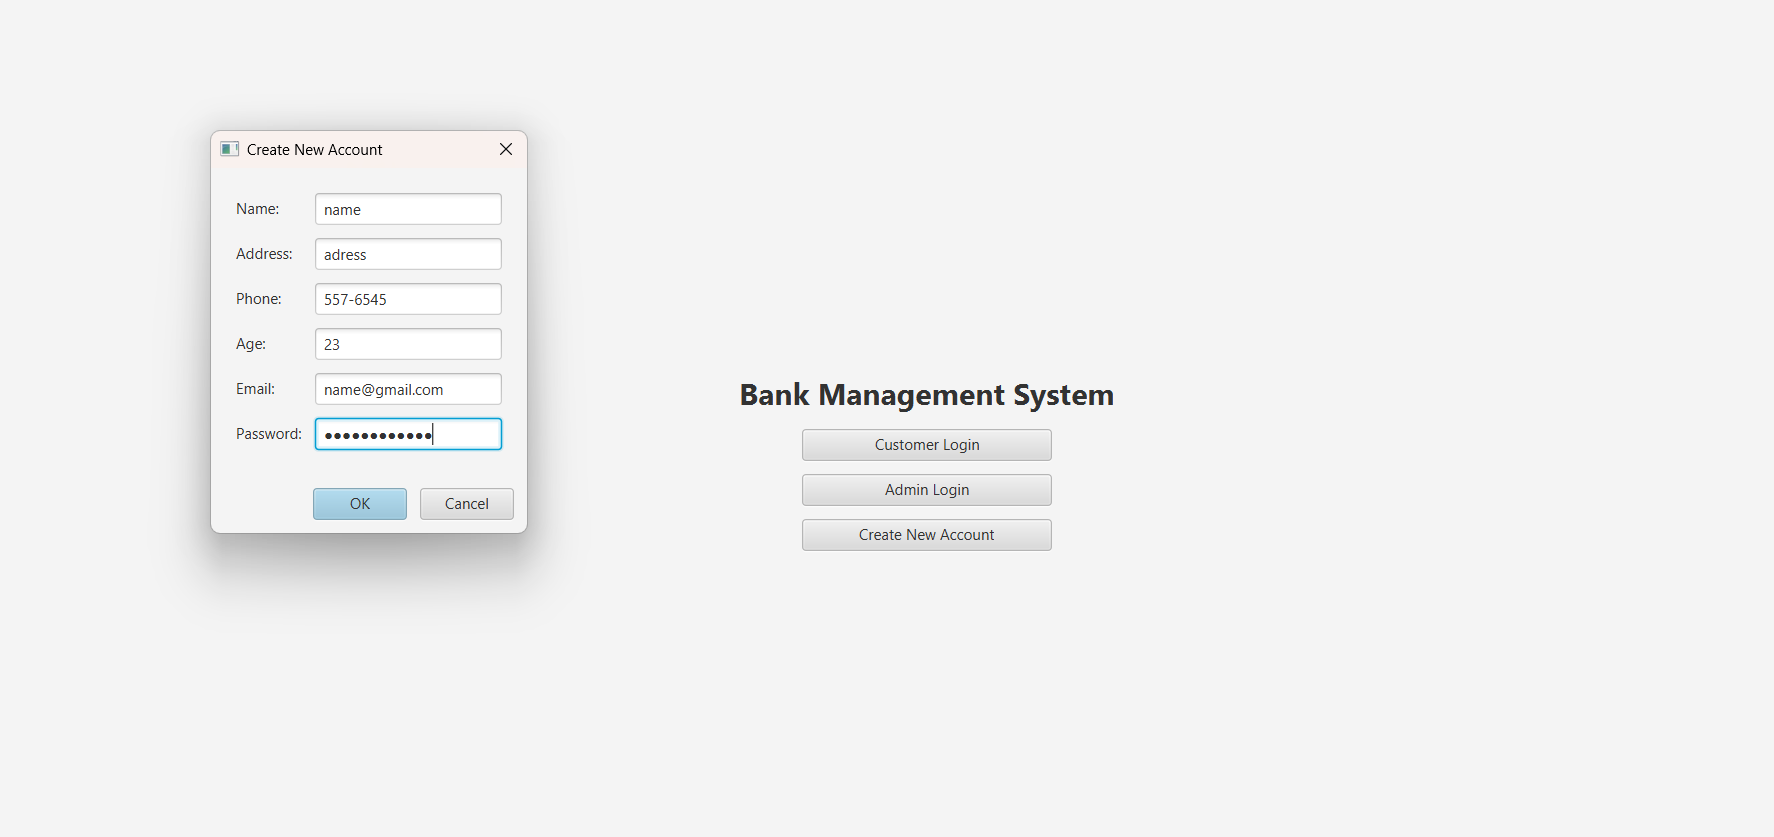 Create New Account
Name: name
Address: adress
Phone: 557-6545
Age: 23
Email: name@gmail.com
Password: ●●●●●●●●●●●●
OK Cancel
Bank Management System
Customer Login
Admin Login
Create New Account